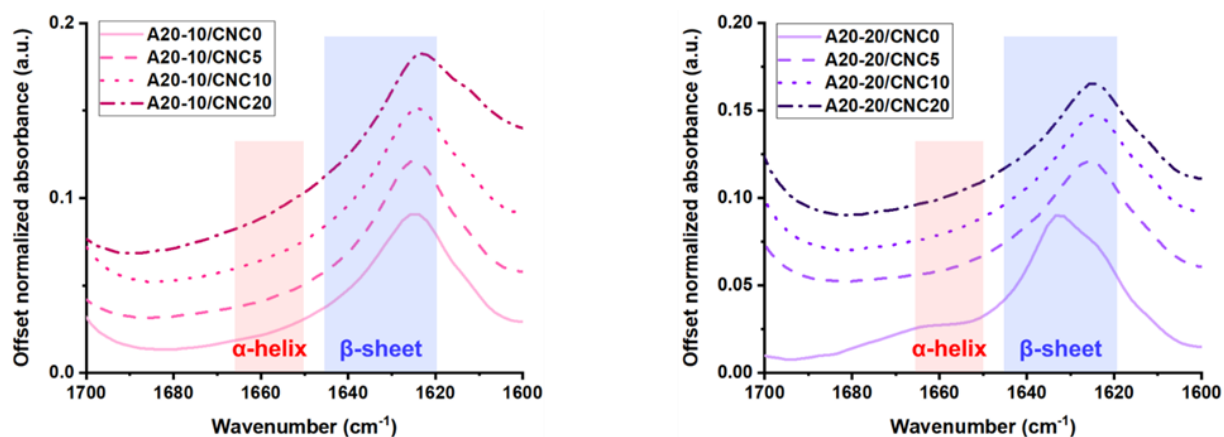 Offset normalized absorbance (a.u.)
0.2
0.1
0.0
A20-10/CNC0
A20-10/CNC5
A20-10/CNC10
A20-10/CNC20
α-helix
β-sheet
1700 1680 1660 1640 1620 1600
Wavenumber (cm⁻¹)
Offset normalized absorbance (a.u.)
0.20
0.15
0.10
0.05
0.00
A20-20/CNC0
A20-20/CNC5
A20-20/CNC10
A20-20/CNC20
α-helix
β-sheet
1700 1680 1660 1640 1620 1600
Wavenumber (cm⁻¹)